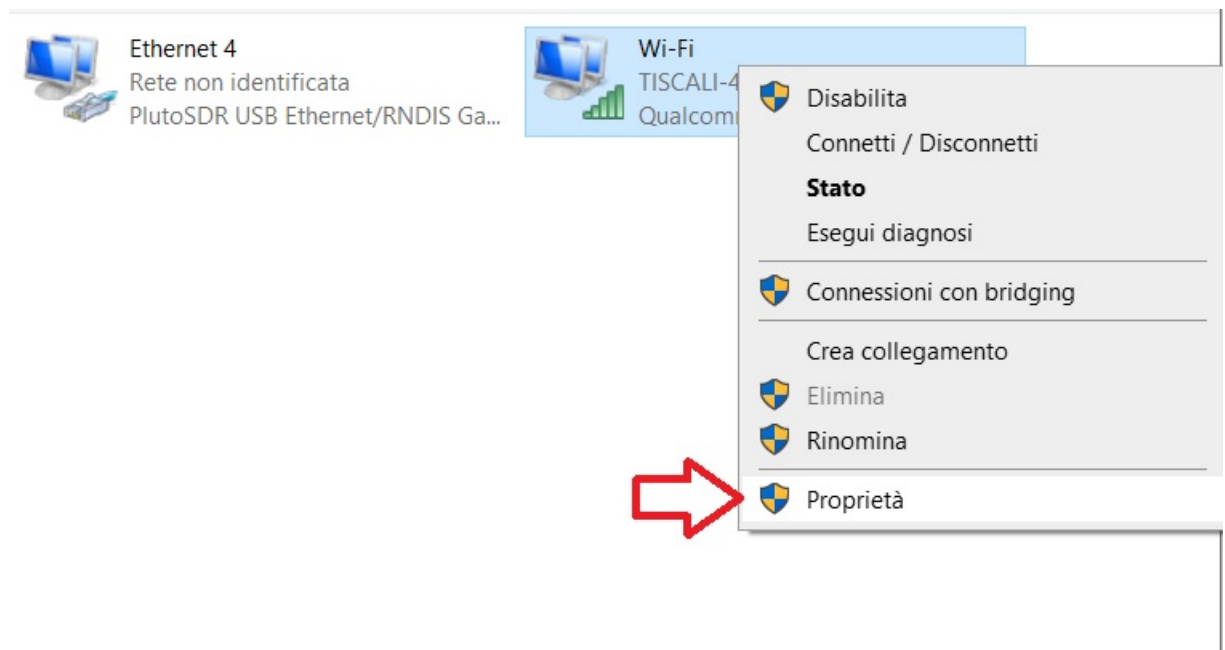 Ethernet 4
Rete non identificata
PlutoSDR USB Ethernet/RNDIS Ga...
Wi-Fi
TISCALI-4
Qualcom
Disabilita
Connetti / Disconnetti
Stato
Esegui diagnosi
Connessioni con bridging
Crea collegamento
Elimina
Rinomina
Proprietà